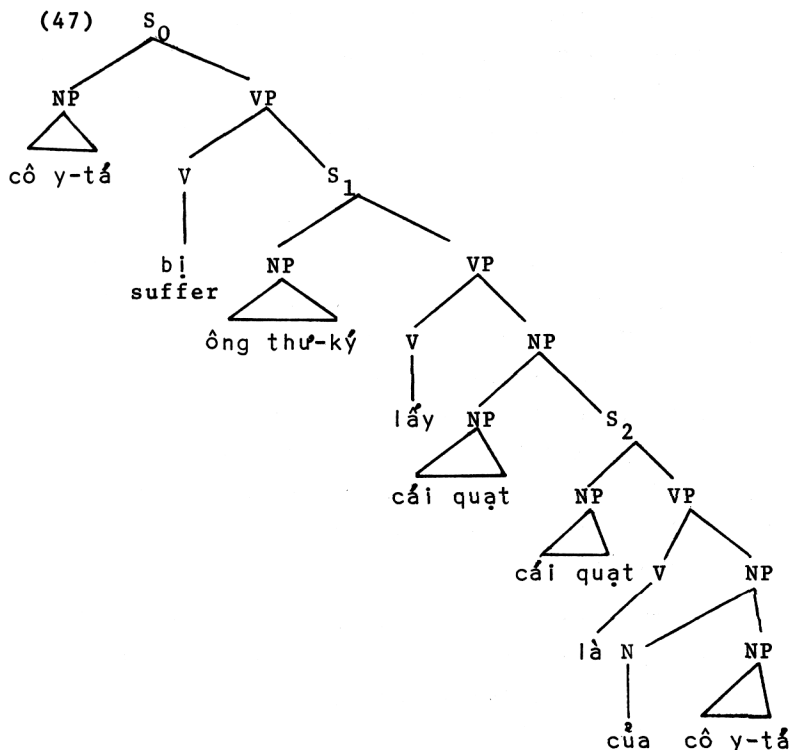 (47) S0
NP VP
cô y-tá V S1
bị NP VP
suffer
ông thư-ký V NP
lấy NP S2
cái quạt NP VP
cái quạt V NP
là N NP
của cô y-tá